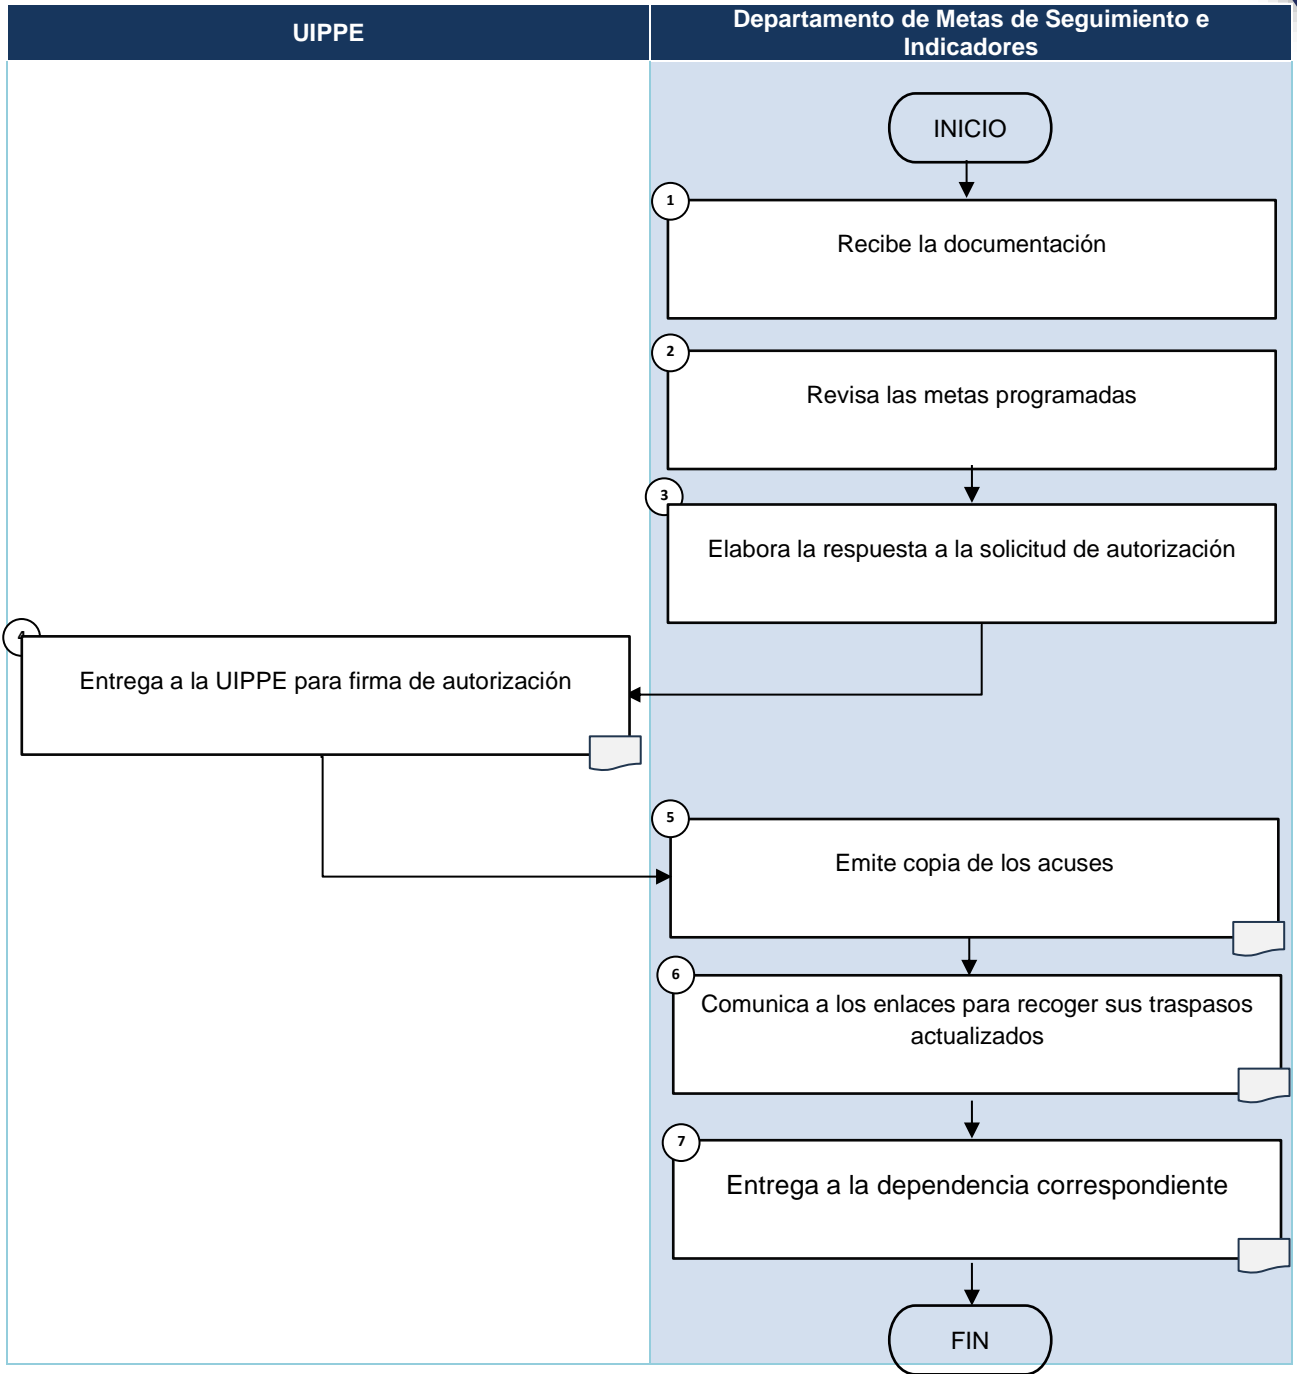 UIPPE
Departamento de Metas de Seguimiento e
Indicadores
INICIO
1
Recibe la documentación
2
Revisa las metas programadas
3
Elabora la respuesta a la solicitud de autorización
4
Entrega a la UIPPE para firma de autorización
5
Emite copia de los acuses
6
Comunica a los enlaces para recoger sus traspasos
actualizados
7
Entrega a la dependencia correspondiente
FIN